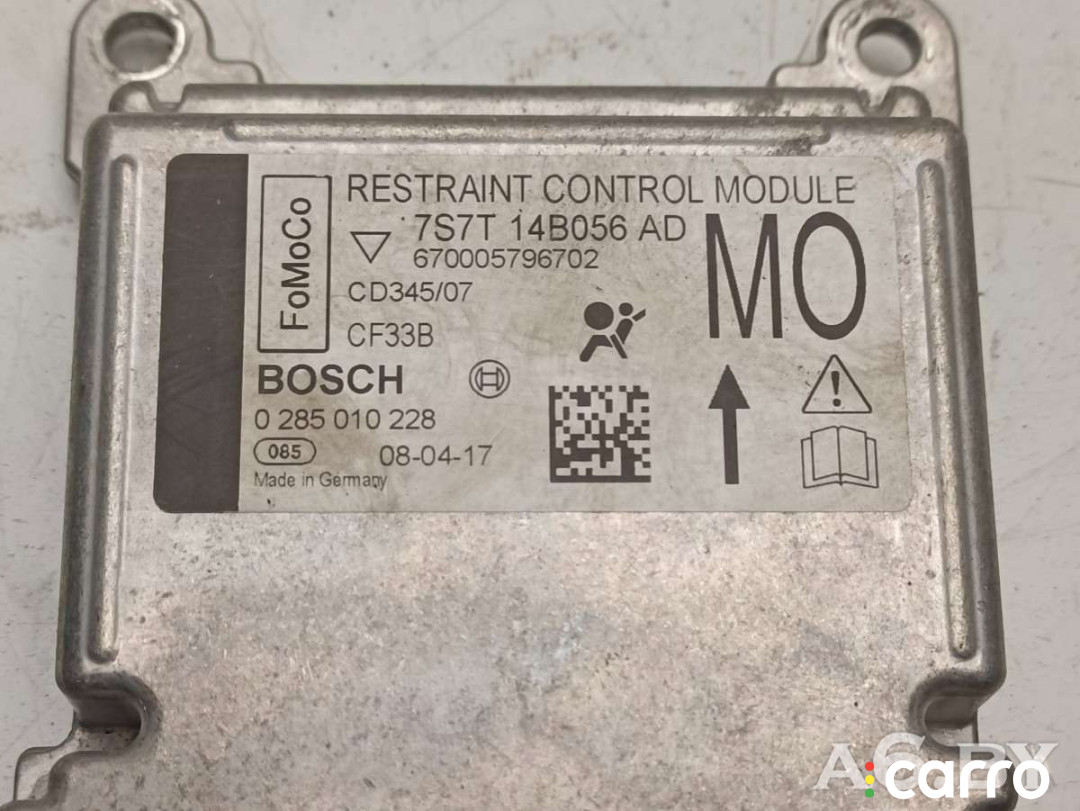 FoMoCo
RESTRAINT CONTROL MODULE
7S7T 14B056 AD
670005796702
MO
CD345/07
CF33B
BOSCH
0 285 010 228
085
08-04-17
Made in Germany
carro